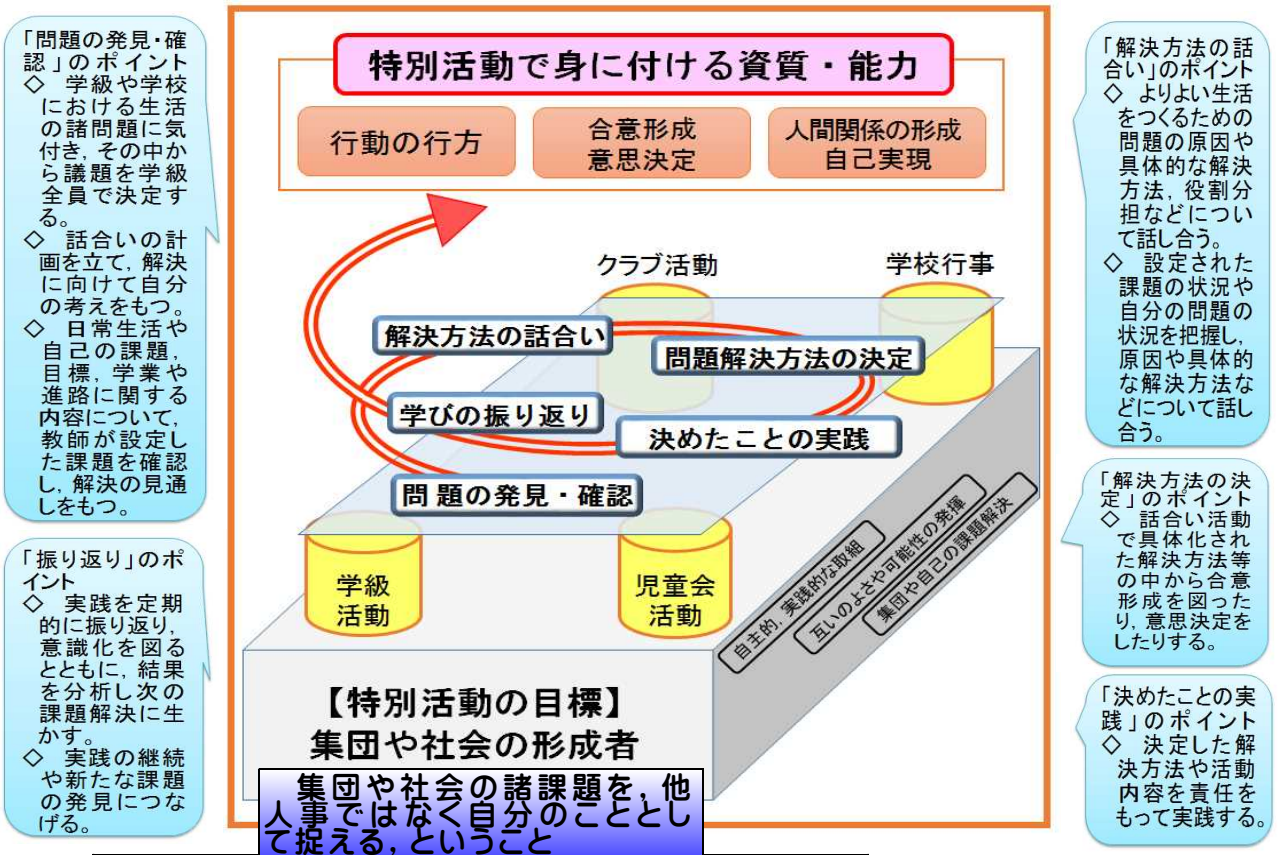 「問題の発見・確
認」のポイント
◇ 学級や学校
における生活
の諸問題に気
付き,その中か
ら議題を学級
全員で決定す
る。
◇ 話合いの計
画を立て,解決
に向けて自分
の考えをもつ。
◇ 日常生活や
自己の課題,
目標,学業や
進路に関する
内容について,
教師が設定し
た課題を確認
し,解決の見通
しをもつ。
「振り返り」のポ
イント
◇ 実践を定期
的に振り返り,
意識化を図る
とともに,結果
を分析し次の
課題解決に生
かす。
◇ 実践の継続
や新たな課題
の発見につな
げる。
特別活動で身に付ける資質・能力
行動の行方
合意形成
意思決定
人間関係の形成
自己実現
クラブ活動
学校行事
解決方法の話合い
問題解決方法の決定
学びの振り返り
決めたことの実践
問題の発見・確認
学級
活動
児童会
活動
自主的,実践的な取組
互いのよさや可能性の発揮
集団や自己の課題解決
【特別活動の目標】
集団や社会の形成者
集団や社会の諸課題を,他
人事ではなく自分のこととし
て捉える,ということ
「解決方法の話
合い」のポイント
◇ よりよい生活
をつくるための
問題の原因や
具体的な解決
方法,役割分
担などについ
て話し合う。
◇ 設定された
課題の状況や
自分の問題の
状況を把握し,
原因や具体的
な解決方法な
どについて話し
合う。
「解決方法の決
定」のポイント
◇ 話合い活動
で具体化され
た解決方法等
の中から合意
形成を図った
り,意思決定を
したりする。
「決めたことの実
践」のポイント
◇ 決定した解
決方法や活動
内容を責任を
もって実践する。